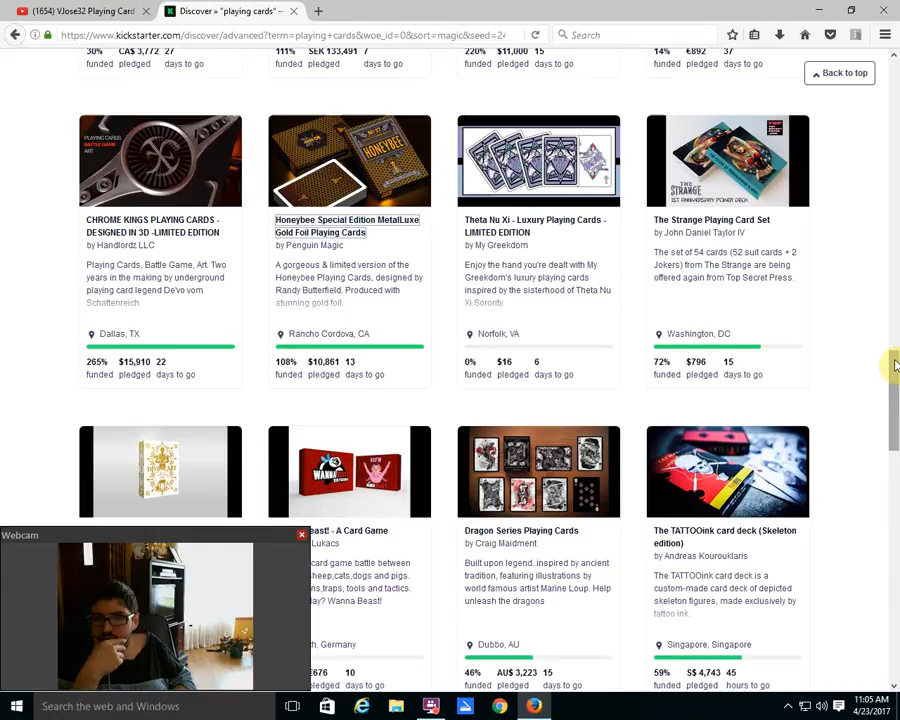 (1654) VJose32 Playing Card
Discover » "playing cards" —
https://www.kickstarter.com/discover/advanced?term=playing+cards&woe_id=0&sort=magic&seed=24
Search
30% CA$ 3,772 27
funded pledged days to go
111% SEK 133,491 7
funded pledged days to go
220% $11,000 15
funded pledged days to go
14% €892 37
funded pledged days to go
Back to top
PLAYING CARDS
BATTLE GAME
ART
HONEYBEE
THE
STRANGE
1ST ANNIVERSARY POKER DECK
CHROME KINGS PLAYING CARDS -
DESIGNED IN 3D -LIMITED EDITION
by Handlordz LLC
Playing Cards, Battle Game, Art. Two
years in the making by underground
playing card legend De'vo vom
Schattenreich.
Dallas, TX
265% $15,910 22
funded pledged days to go
Honeybee Special Edition MetalLuxe
Gold Foil Playing Cards
by Penguin Magic
A gorgeous & limited version of the
Honeybee Playing Cards, designed by
Randy Butterfield. Produced with
stunning gold foil.
Rancho Cordova, CA
108% $10,861 13
funded pledged days to go
Theta Nu Xi - Luxury Playing Cards -
LIMITED EDITION
by My Greekdom
Enjoy the hand you're dealt with My
Greekdom's luxury playing cards
inspired by the sisterhood of Theta Nu
Xi Sorority.
Norfolk, VA
0% $16 6
funded pledged days to go
The Strange Playing Card Set
by John Daniel Taylor IV
The set of 54 cards (52 suit cards + 2
Jokers) from The Strange are being
offered again from Top Secret Press.
Washington, DC
72% $796 15
funded pledged days to go
WANNA
east! - A Card Game
Lukacs
card game battle between
sheep,cats,dogs and pigs.
ns,traps, tools and tactics.
day? Wanna Beast!
ch, Germany
€676 10
pledged days to go
Dragon Series Playing Cards
by Craig Maidment
Built upon legend..inspired by ancient
tradition, featuring illustrations by
world famous artist Marine Loup. Help
unleash the dragons
Dubbo, AU
46% AU$ 3,223 15
funded pledged days to go
The TATTOOink card deck (Skeleton
edition)
by Andreas Kourouklaris
The TATTOOink card deck is a
custom-made card deck of depicted
skeleton figures, made exclusively by
tattoo ink.
Singapore, Singapore
59% S$ 4,743 45
funded pledged hours to go
Webcam
Search the web and Windows
11:05 AM
4/23/2017